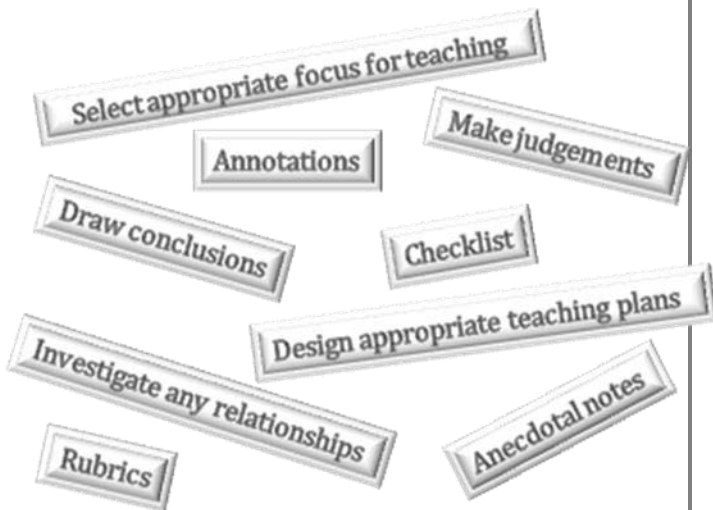 Select appropriate focus for teaching
Make judgements
Annotations
Draw conclusions
Checklist
Design appropriate teaching plans
Investigate any relationships
Anecdotal notes
Rubrics